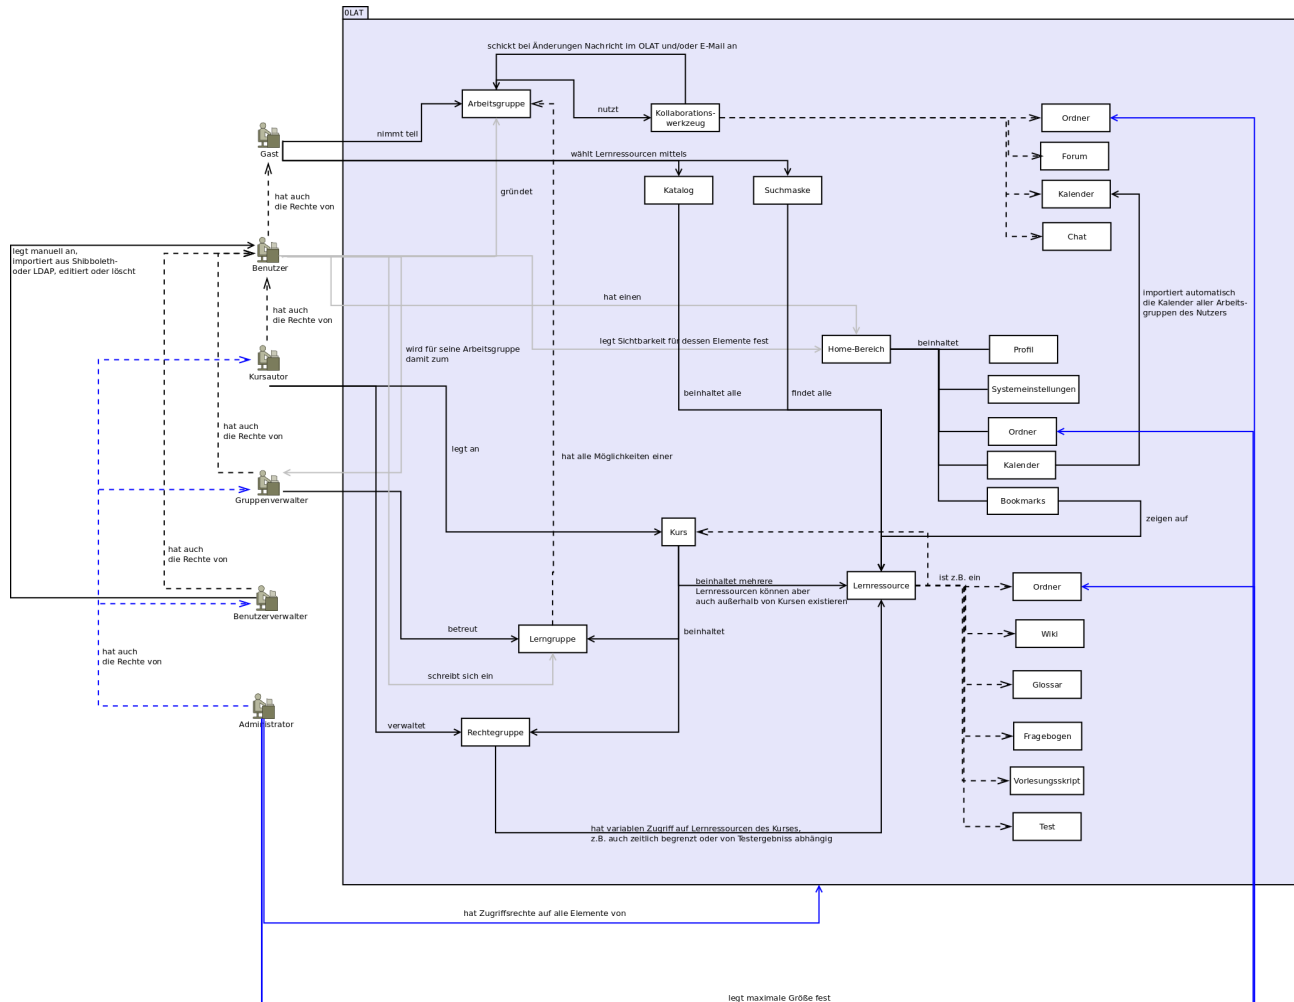 OLAT
schickt bei Änderungen Nachricht im OLAT und/oder E-Mail an
Arbeitsgruppe
nutzt
Kollaborations-
werkzeug
Ordner
nimmt teil
Gast
wählt Lernressourcen mittels
Forum
Katalog
Suchmaske
Kalender
gründet
hat auch
die Rechte von
Chat
legt manuell an,
importiert aus Shibboleth-
oder LDAP, editiert oder löscht
Benutzer
hat einen
importiert automatisch
die Kalender aller Arbeits-
gruppen des Nutzers
hat auch
die Rechte von
legt Sichtbarkeit für dessen Elemente fest
Home-Bereich
beinhaltet
Profil
wird für seine Arbeitsgruppe
damit zum
Kursautor
beinhaltet alle
findet alle
Systemeinstellungen
hat auch
die Rechte von
Ordner
legt an
hat alle Möglichkeiten einer
Kalender
Gruppenverwalter
Bookmarks
zeigen auf
Kurs
hat auch
die Rechte von
beinhaltet mehrere
Lernressourcen können aber
auch außerhalb von Kursen existieren
Lernressource
ist z.B. ein
Ordner
Benutzerverwalter
betreut
Lerngruppe
beinhaltet
Wiki
hat auch
die Rechte von
schreibt sich ein
Glossar
Administrator
verwaltet
Rechtegruppe
Fragebogen
Vorlesungsskript
hat variablen Zugriff auf Lernressourcen des Kurses,
z.B. auch zeitlich begrenzt oder von Testergebniss abhängig
Test
hat Zugriffsrechte auf alle Elemente von
legt maximale Größe fest